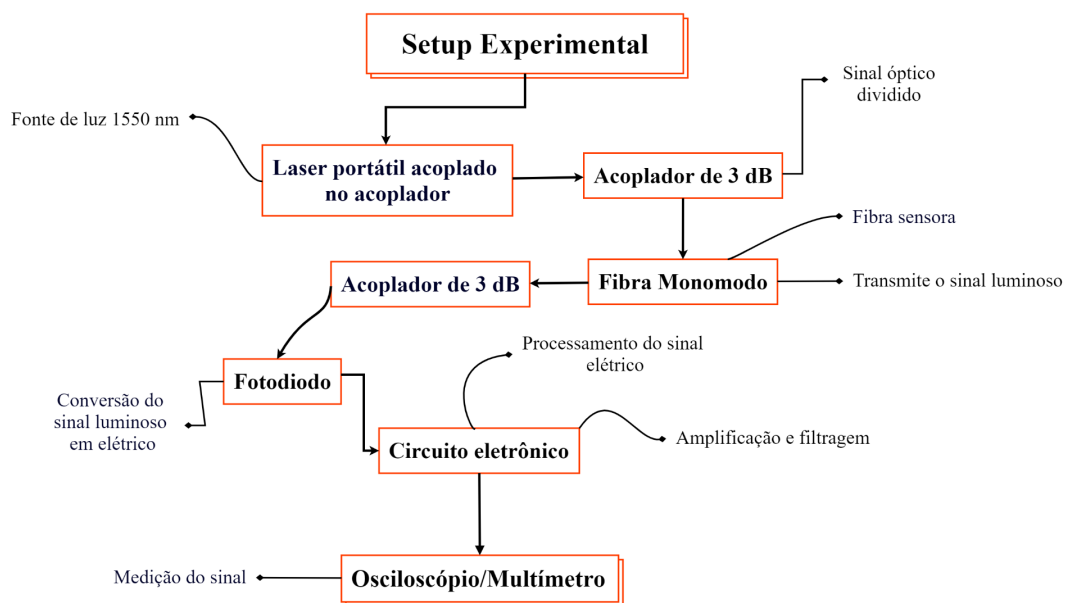 Setup Experimental
Sinal óptico
dividido
Fonte de luz 1550 nm
Laser portátil acoplado
no acoplador
Acoplador de 3 dB
Fibra sensora
Acoplador de 3 dB
Fibra Monomodo
Transmite o sinal luminoso
Processamento do sinal
elétrico
Fotodiodo
Conversão do
sinal luminoso
em elétrico
Circuito eletrônico
Amplificação e filtragem
Medição do sinal
Osciloscópio/Multímetro